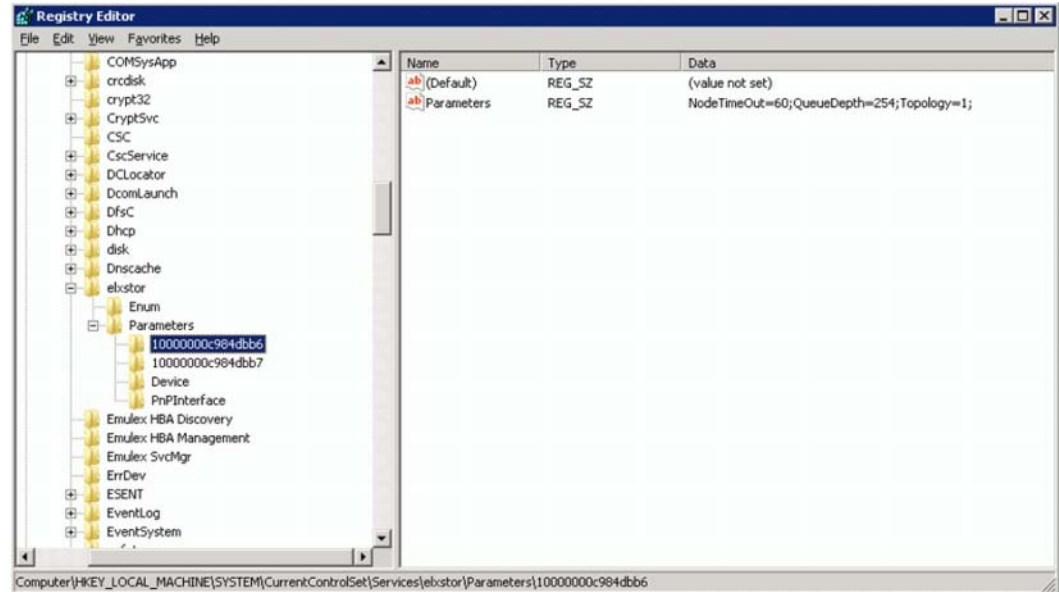 Registry Editor
File Edit View Favorites Help
COMSysApp
crcdisk
crypt32
CryptSvc
CSC
CscService
DCLocator
DcomLaunch
DfsC
Dhcp
disk
Dnscache
elxstor
Enum
Parameters
10000000c984dbb6
10000000c984dbb7
Device
PnPInterface
Emulex HBA Discovery
Emulex HBA Management
Emulex SvcMgr
ErrDev
ESENT
EventLog
EventSystem
Name Type Data
ab (Default) REG_SZ (value not set)
ab Parameters REG_SZ NodeTimeOut=60;QueueDepth=254;Topology=1;
Computer\HKEY_LOCAL_MACHINE\SYSTEM\CurrentControlSet\Services\elxstor\Parameters\10000000c984dbb6